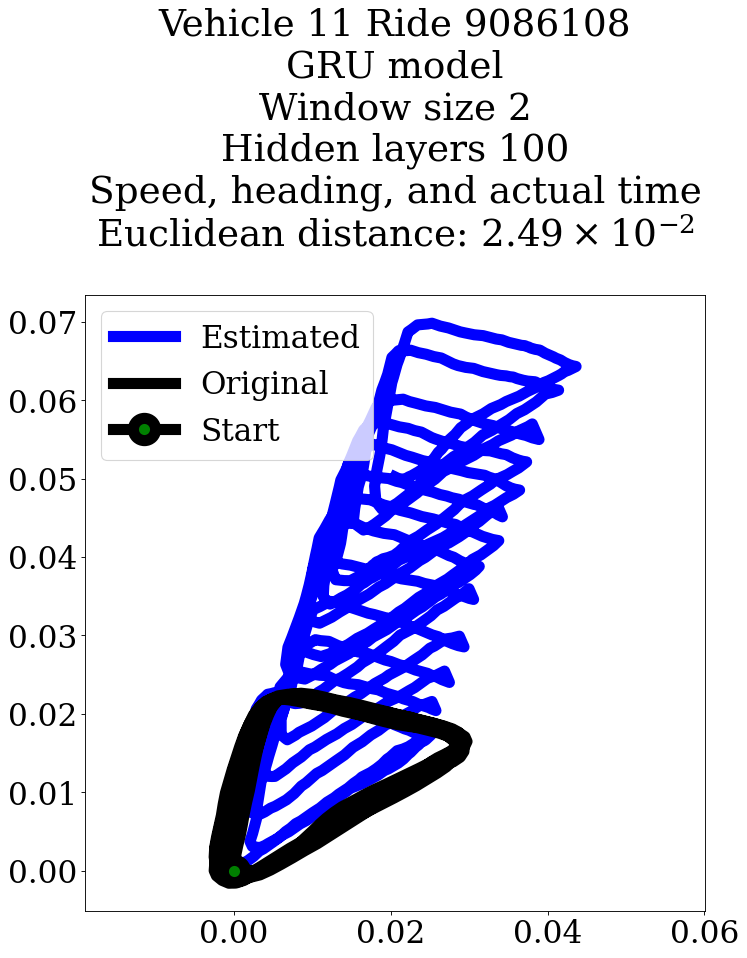 Vehicle 11 Ride 9086108
GRU model
Window size 2
Hidden layers 100
Speed, heading, and actual time
Euclidean distance: 2.49 × 10⁻²
Estimated
Original
Start
0.07
0.06
0.05
0.04
0.03
0.02
0.01
0.00
0.00 0.02 0.04 0.06